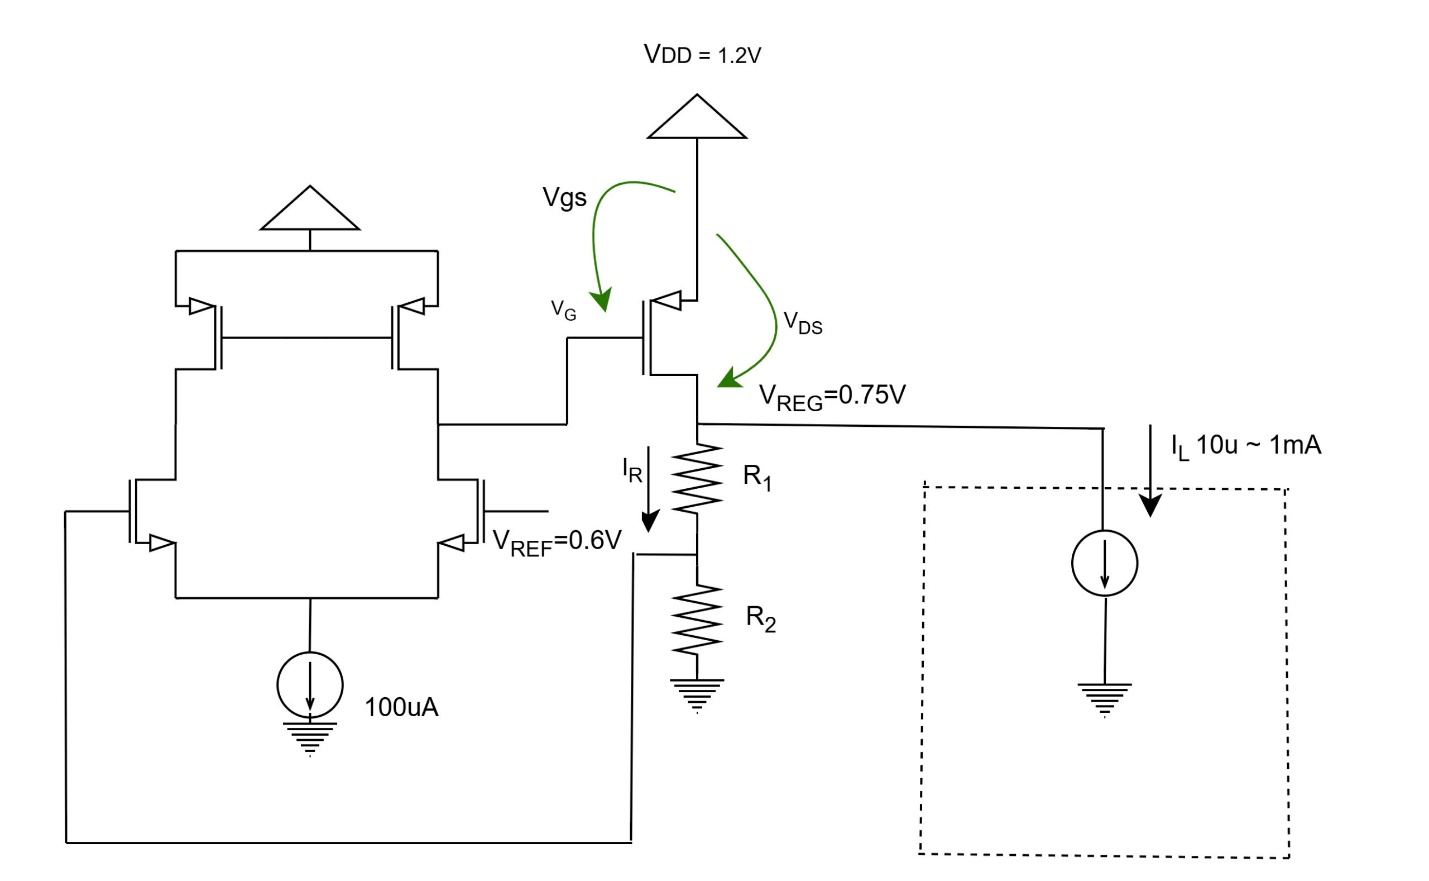 VDD = 1.2V
Vgs
VG
VDS
VREG=0.75V
IR
R1
IL 10u ~ 1mA
VREF=0.6V
R2
100uA